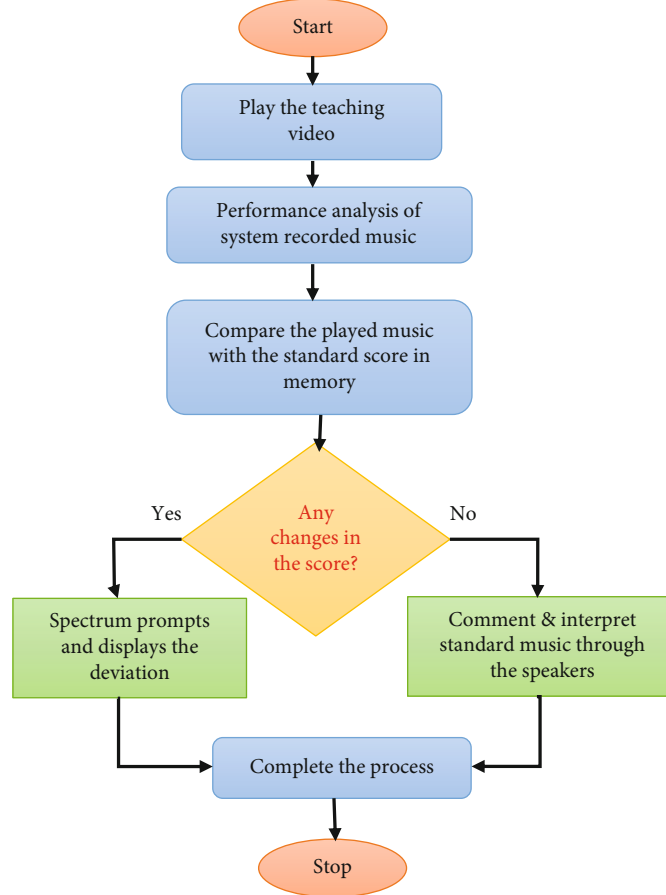 Start
Play the teaching
video
Performance analysis of
system recorded music
Compare the played music
with the standard score in
memory
Any
changes in
the score?
Yes
No
Spectrum prompts
and displays the
deviation
Comment & interpret
standard music through
the speakers
Complete the process
Stop